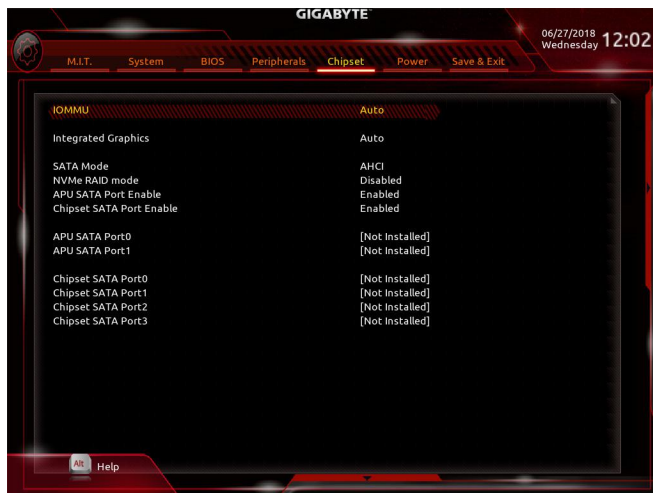 GIGABYTE™
06/27/2018 Wednesday 12:02
M.I.T. System BIOS Peripherals Chipset Power Save & Exit
IOMMU Auto
Integrated Graphics Auto
SATA Mode AHCI
NVMe RAID mode Disabled
APU SATA Port Enable Enabled
Chipset SATA Port Enable Enabled
APU SATA Port0 [Not Installed]
APU SATA Port1 [Not Installed]
Chipset SATA Port0 [Not Installed]
Chipset SATA Port1 [Not Installed]
Chipset SATA Port2 [Not Installed]
Chipset SATA Port3 [Not Installed]
Alt Help